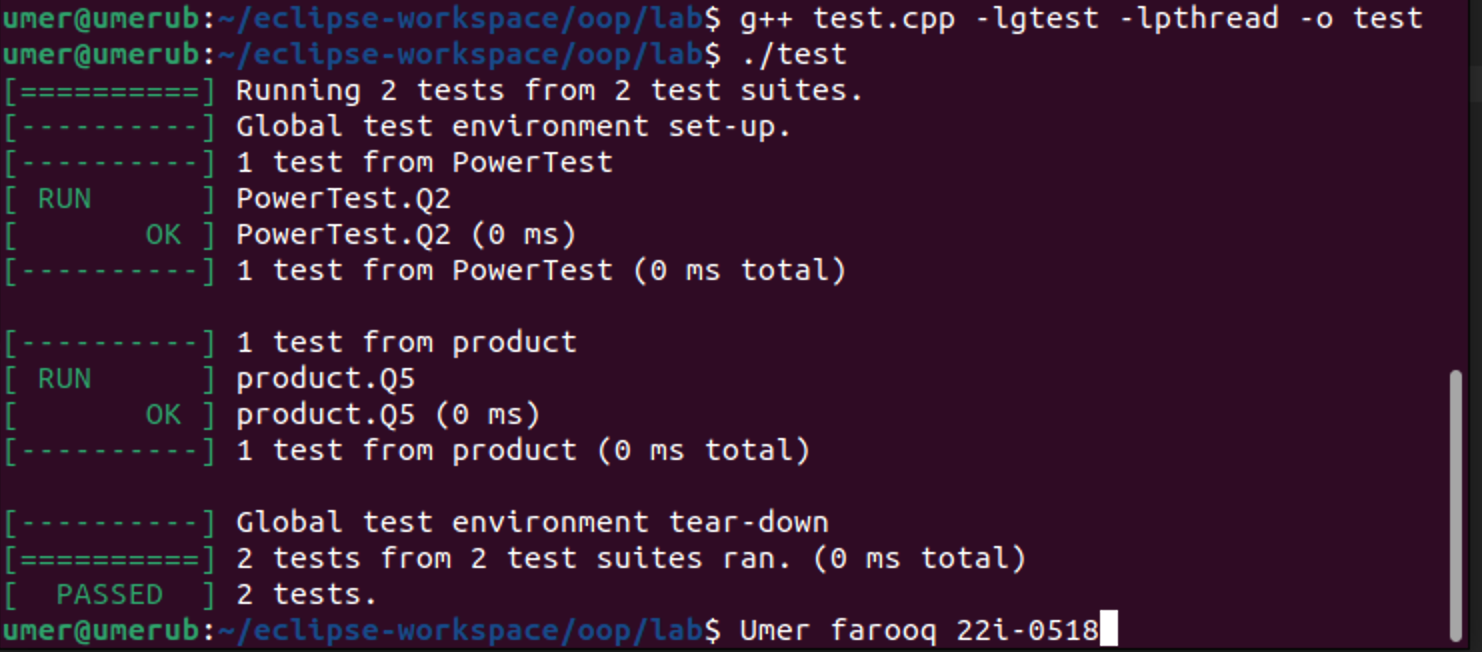 umer@umerub:~/eclipse-workspace/oop/lab$ g++ test.cpp -lgtest -lpthread -o test
umer@umerub:~/eclipse-workspace/oop/lab$ ./test
[==========] Running 2 tests from 2 test suites.
[----------] Global test environment set-up.
[----------] 1 test from PowerTest
[ RUN      ] PowerTest.Q2
[       OK ] PowerTest.Q2 (0 ms)
[----------] 1 test from PowerTest (0 ms total)

[----------] 1 test from product
[ RUN      ] product.Q5
[       OK ] product.Q5 (0 ms)
[----------] 1 test from product (0 ms total)

[----------] Global test environment tear-down
[==========] 2 tests from 2 test suites ran. (0 ms total)
[  PASSED  ] 2 tests.
umer@umerub:~/eclipse-workspace/oop/lab$ Umer farooq 22i-0518